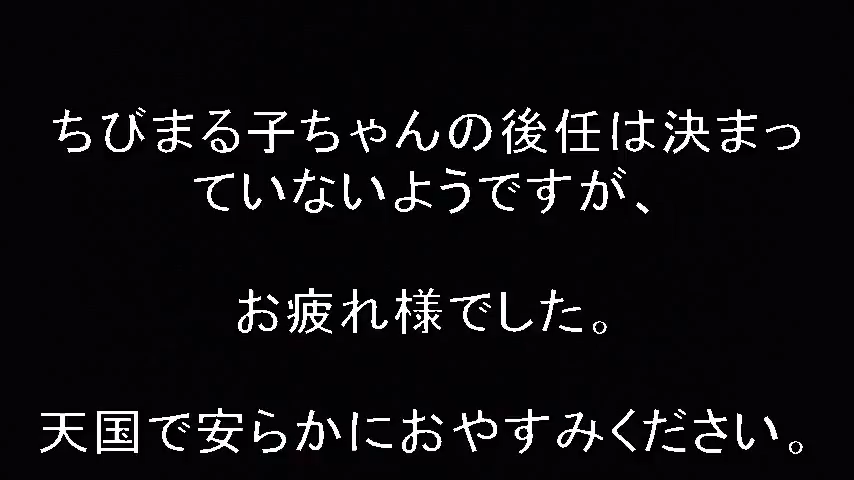 ちびまる子ちゃんの後任は決まっ
ていないようですが、
お疲れ様でした。
天国で安らかにおやすみください。